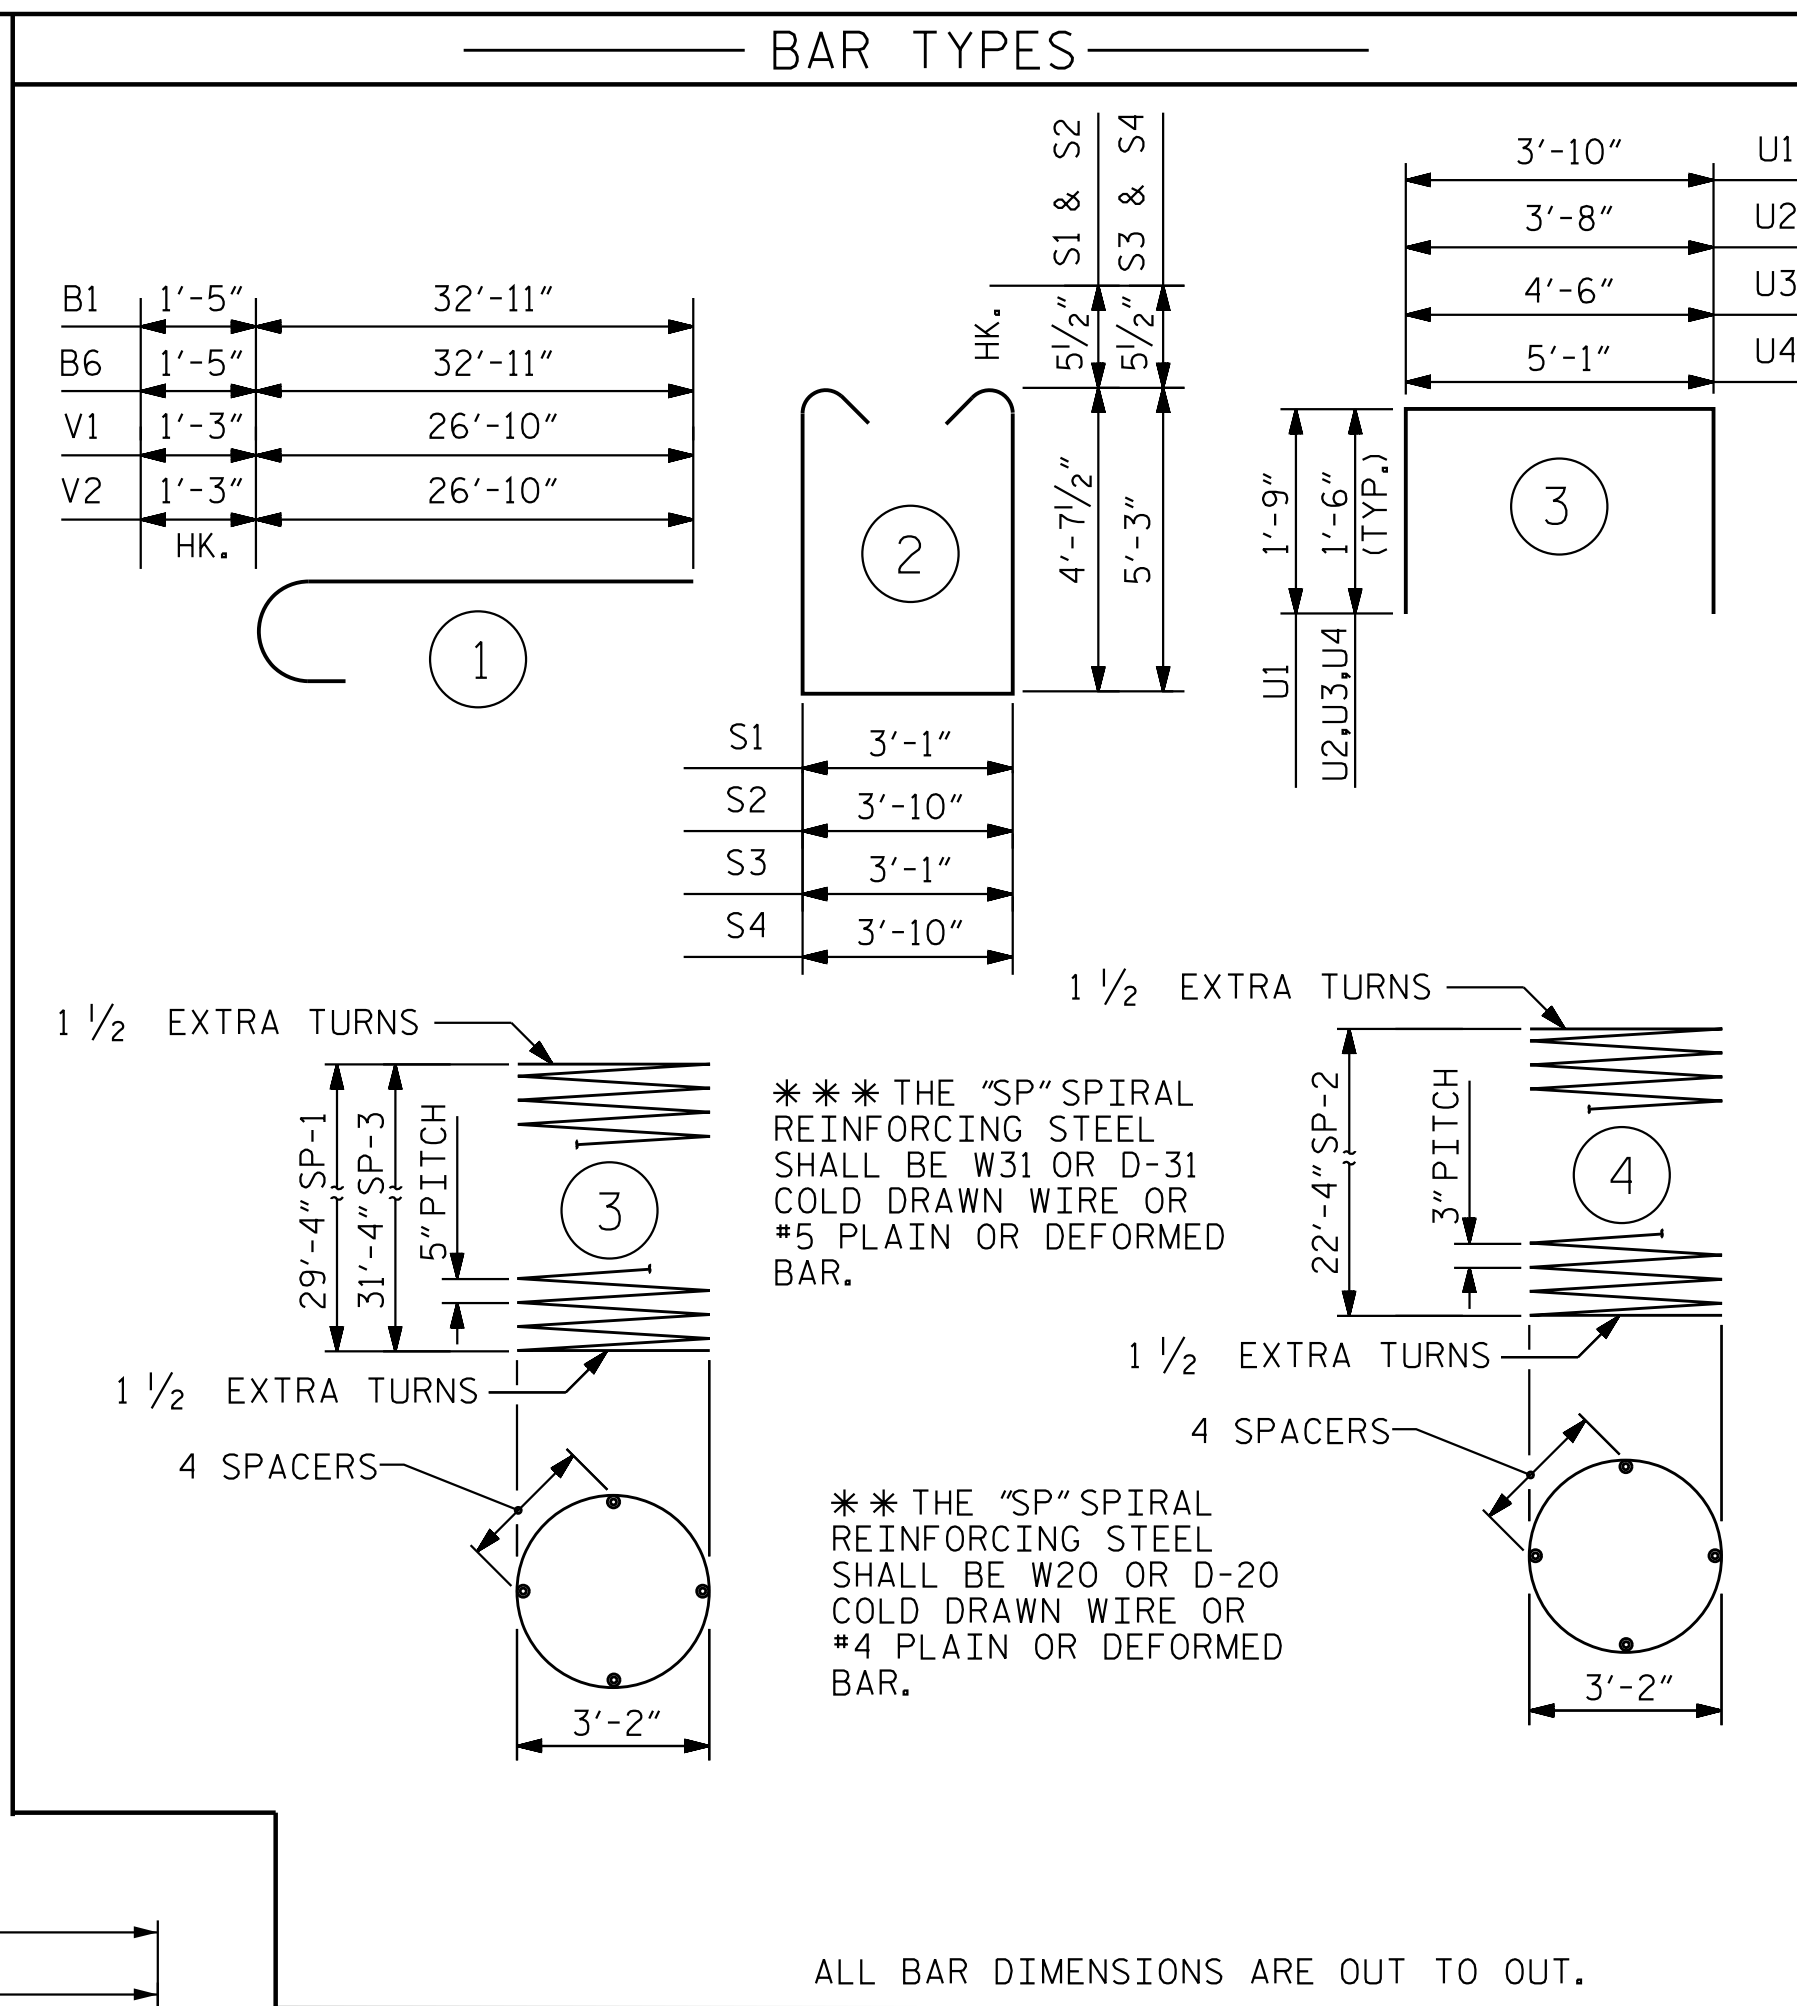 BAR TYPES
B1 1'-5" 32'-11"
B6 1'-5" 32'-11"
V1 1'-3" 26'-10"
V2 1'-3" 26'-10"
HK.
1
S1 & S2
S3 & S4
HK.
5 1/2"
5 1/2"
4'-7 1/2"
5'-3"
2
S1 3'-1"
S2 3'-10"
S3 3'-1"
S4 3'-10"
3'-10" U1
3'-8" U2
4'-6" U3
5'-1" U4
1'-9"
1'-6"
(TYP.)
3
U1
U2,U3,U4
1 1/2 EXTRA TURNS
29'-4" SP-1
31'-4" SP-3
5" PITCH
3
1 1/2 EXTRA TURNS
4 SPACERS
3'-2"
*** THE "SP" SPIRAL
REINFORCING STEEL
SHALL BE W31 OR D-31
COLD DRAWN WIRE OR
#5 PLAIN OR DEFORMED
BAR.
** THE "SP" SPIRAL
REINFORCING STEEL
SHALL BE W20 OR D-20
COLD DRAWN WIRE OR
#4 PLAIN OR DEFORMED
BAR.
1 1/2 EXTRA TURNS
22'-4" SP-2
3" PITCH
4
1 1/2 EXTRA TURNS
4 SPACERS
3'-2"
ALL BAR DIMENSIONS ARE OUT TO OUT.